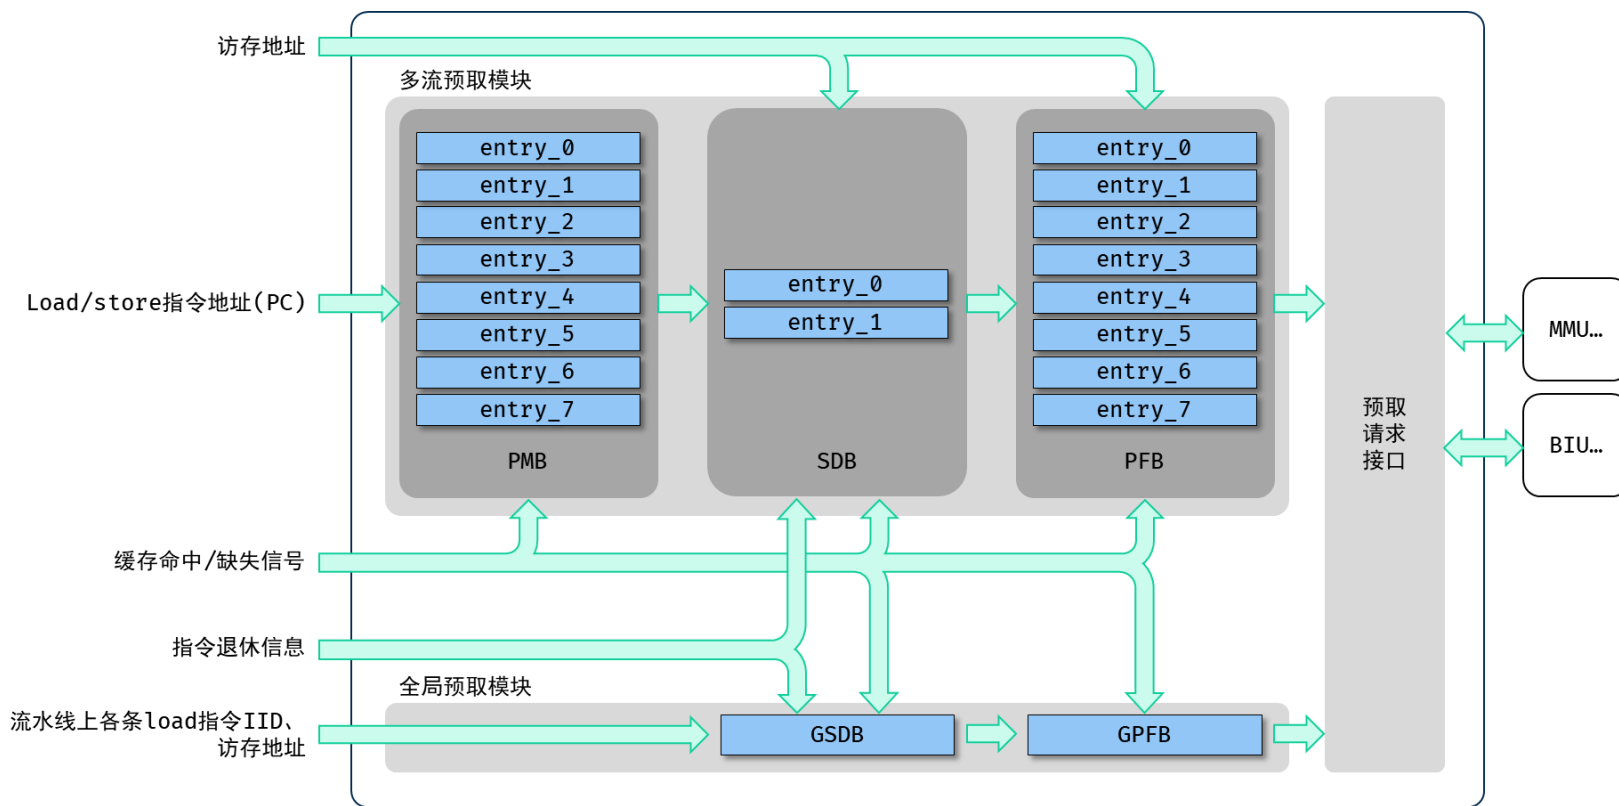 访存地址
多流预取模块
entry_0
entry_1
entry_2
entry_3
entry_4
entry_5
entry_6
entry_7
PMB
entry_0
entry_1
SDB
entry_0
entry_1
entry_2
entry_3
entry_4
entry_5
entry_6
entry_7
PFB
Load/store指令地址(PC)
预取
请求
接口
MMU…
BIU…
缓存命中/缺失信号
指令退休信息
全局预取模块
流水线上各条load指令IID、
访存地址
GSDB
GPFB